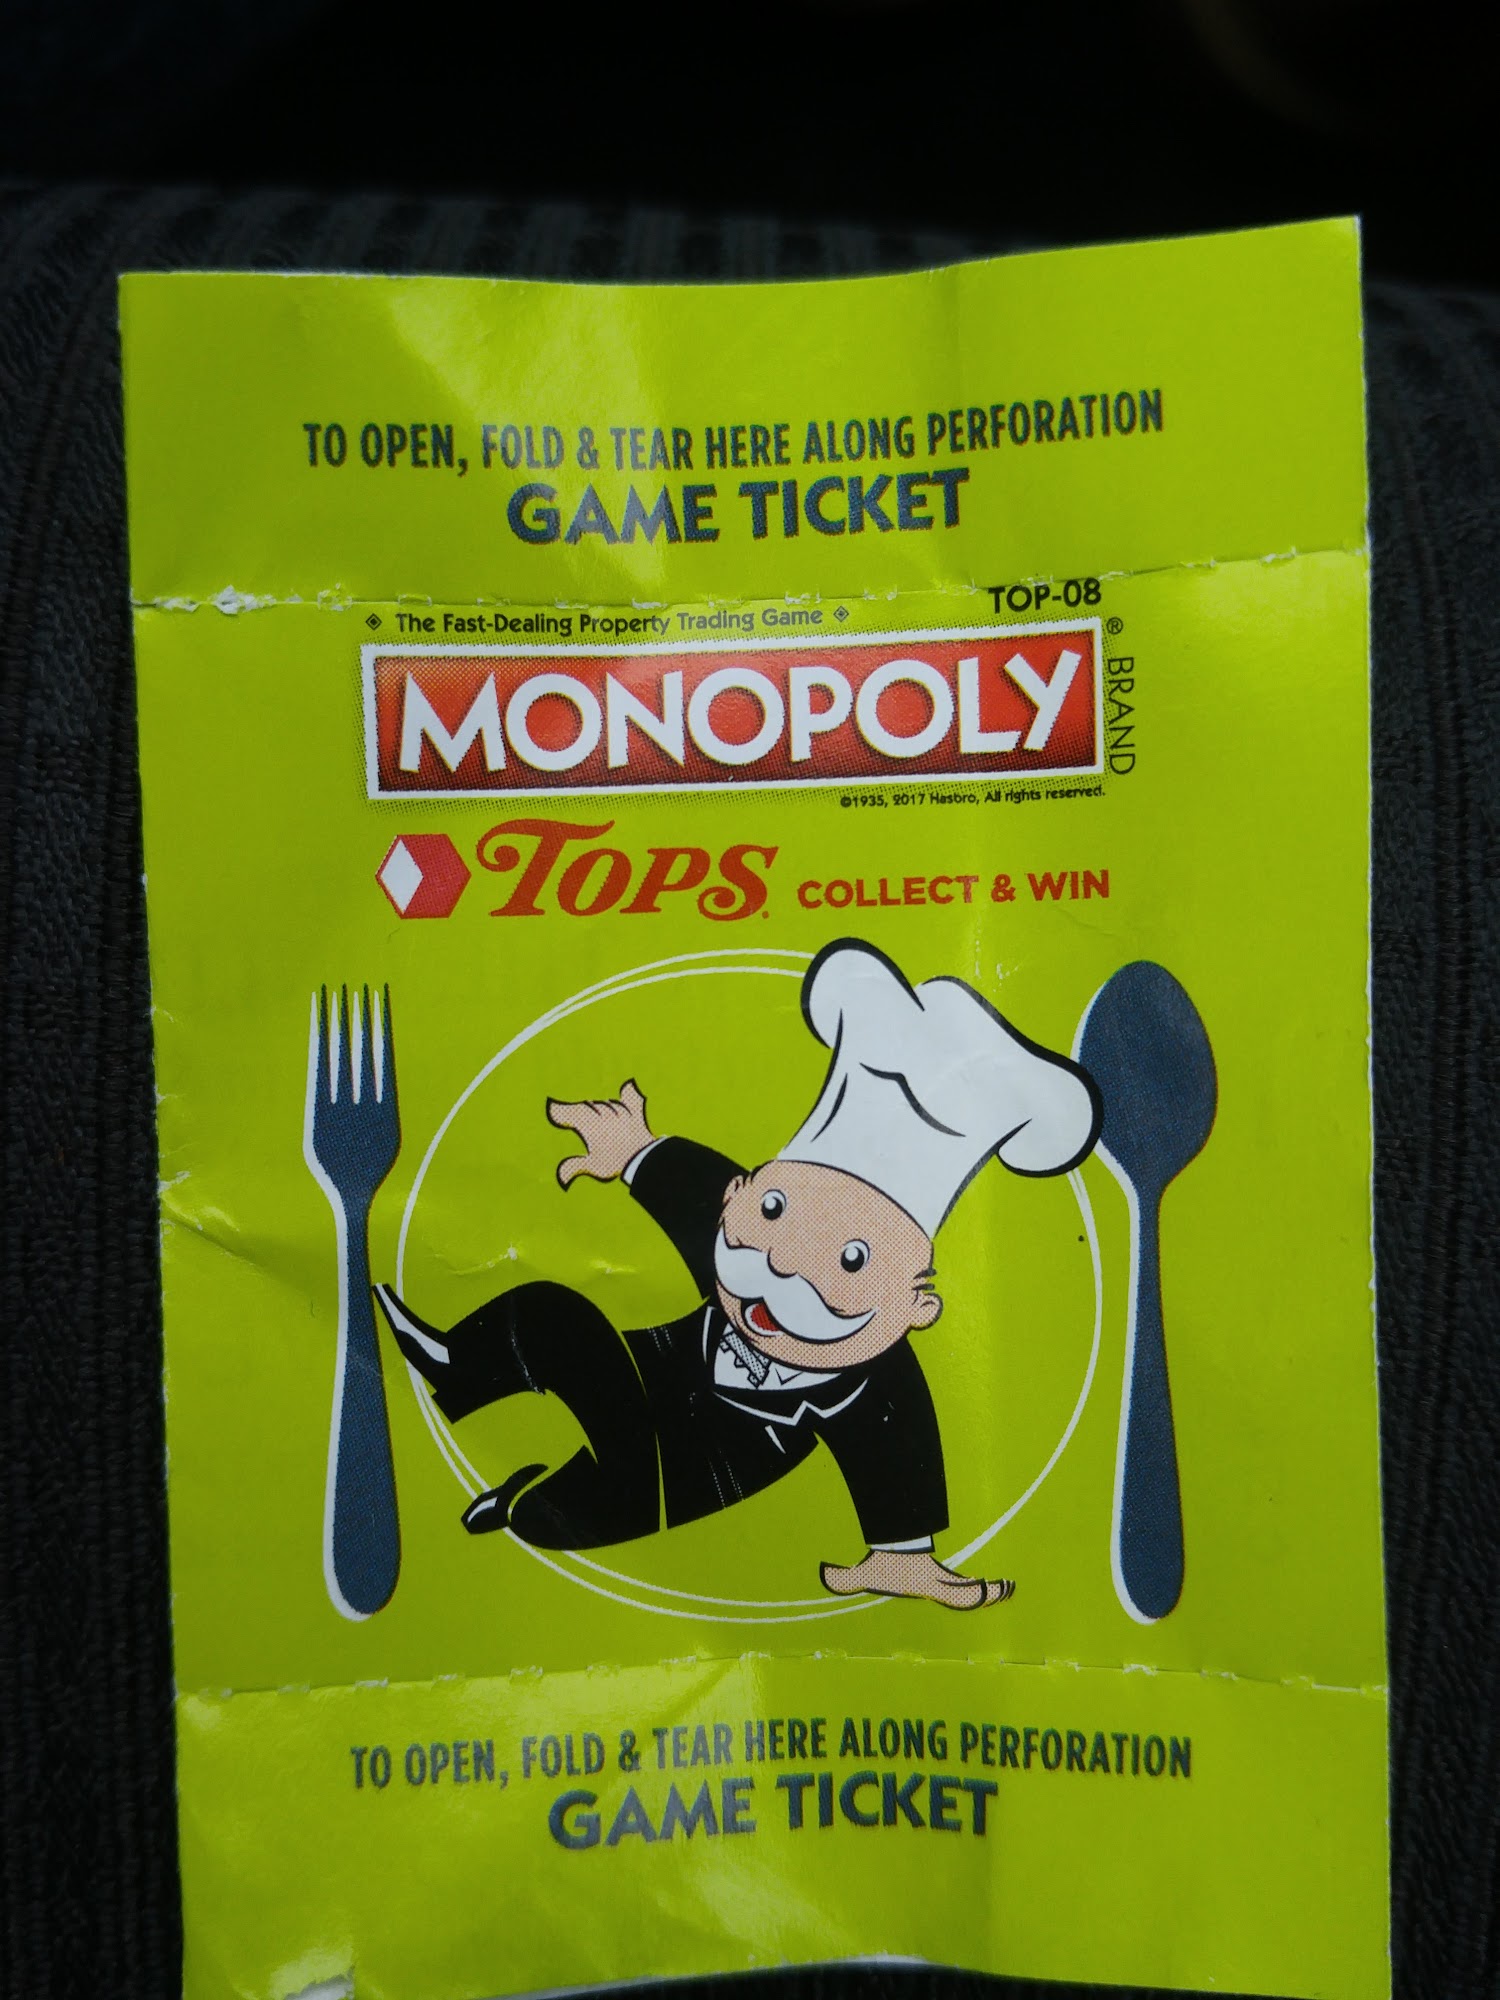 TO OPEN, FOLD & TEAR HERE ALONG PERFORATION
GAME TICKET
TOP-08
The Fast-Dealing Property Trading Game
MONOPOLY ® BRAND
©1935, 2017 Hasbro, All rights reserved.
TOPS COLLECT & WIN
TO OPEN, FOLD & TEAR HERE ALONG PERFORATION
GAME TICKET